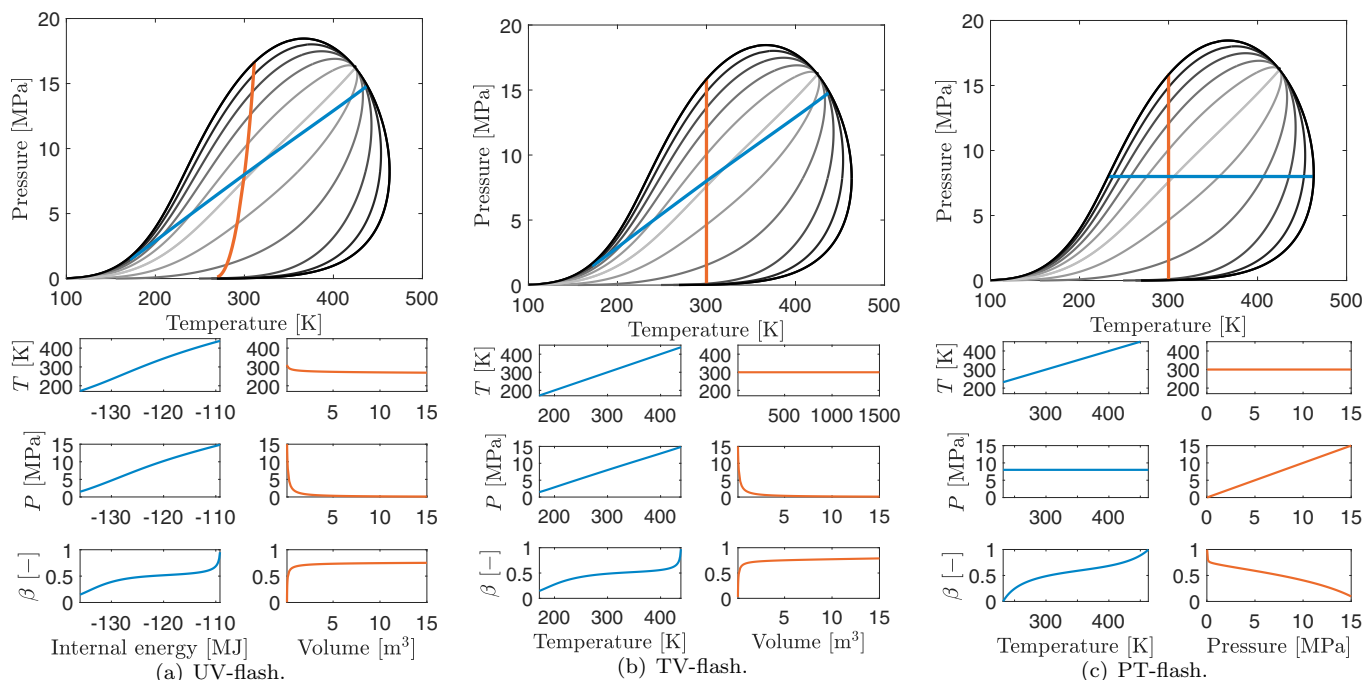 20
15
10
5
0
Pressure [MPa]
100 200 300 400 500
Temperature [K]
T [K]
400
300
200
-130 -120 -110
400
300
200
5 10 15
P [MPa]
15
10
5
0
-130 -120 -110
15
10
5
0
5 10 15
β [−]
1
0.5
0
-130 -120 -110
Internal energy [MJ]
1
0.5
0
5 10 15
Volume [m³]
(a) UV-flash.
20
15
10
5
0
Pressure [MPa]
100 200 300 400 500
Temperature [K]
T [K]
400
300
200
200 300 400
400
300
200
500 1000 1500
P [MPa]
15
10
5
0
200 300 400
15
10
5
0
5 10 15
β [−]
1
0.5
0
200 300 400
Temperature [K]
1
0.5
0
5 10 15
Volume [m³]
(b) TV-flash.
20
15
10
5
0
Pressure [MPa]
100 200 300 400 500
Temperature [K]
T [K]
400
300
200
300 400
400
300
200
0 5 10 15
P [MPa]
15
10
5
0
300 400
15
10
5
0
0 5 10 15
β [−]
1
0.5
0
300 400
Temperature [K]
1
0.5
0
0 5 10 15
Pressure [MPa]
(c) PT-flash.